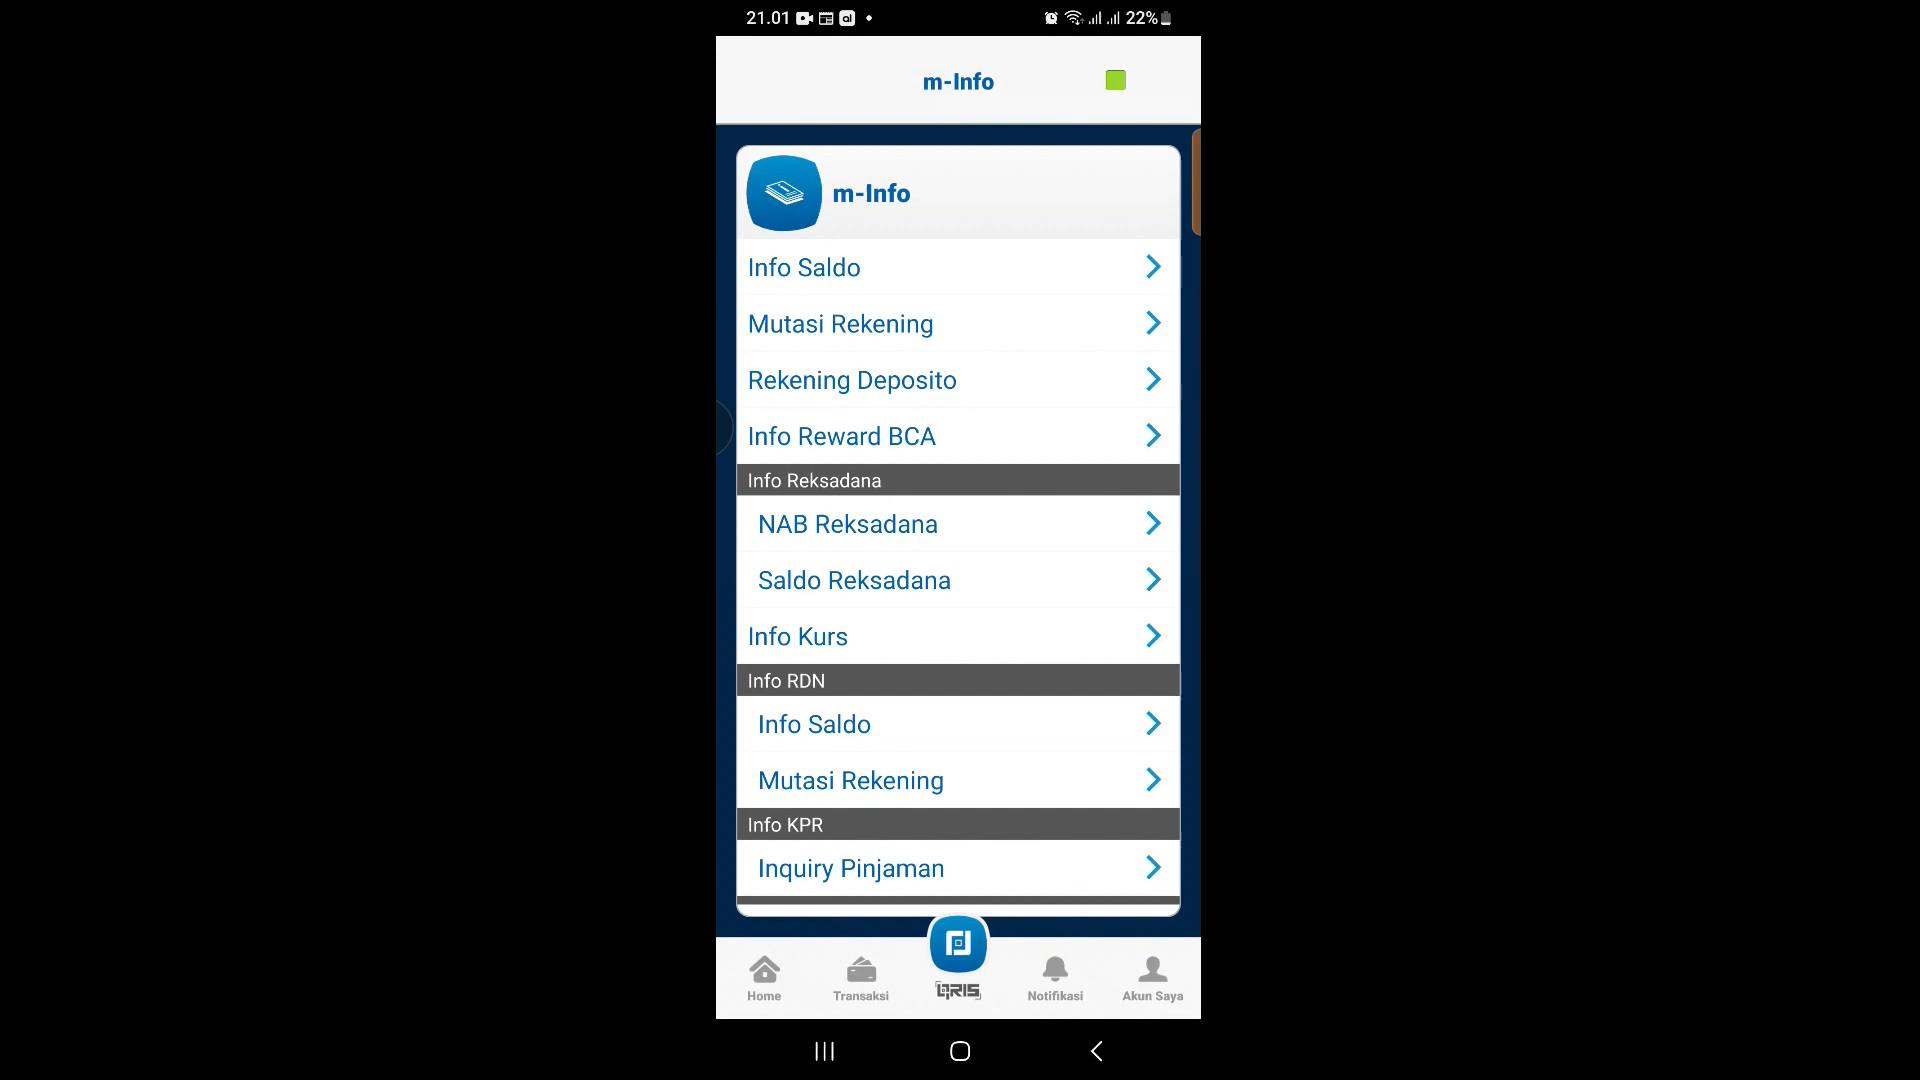 21.01
22%
m-Info
m-Info
Info Saldo
Mutasi Rekening
Rekening Deposito
Info Reward BCA
Info Reksadana
NAB Reksadana
Saldo Reksadana
Info Kurs
Info RDN
Info Saldo
Mutasi Rekening
Info KPR
Inquiry Pinjaman
Home
Transaksi
QRIS
Notifikasi
Akun Saya